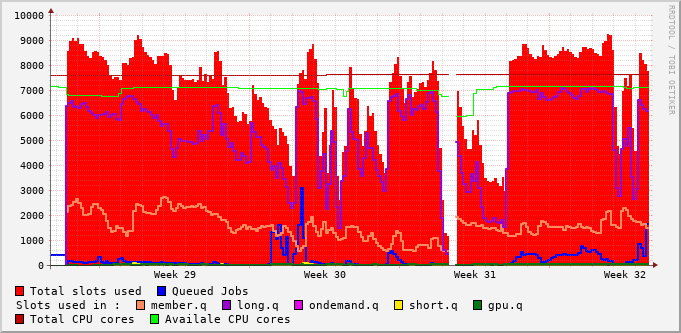 10000
9000
8000
7000
6000
5000
4000
3000
2000
1000
0
Week 29 Week 30 Week 31 Week 32
Total slots used Queued Jobs
Slots used in : member.q long.q ondemand.q short.q gpu.q
Total CPU cores Availale CPU cores
RRDTOOL / TOBI OETIKER